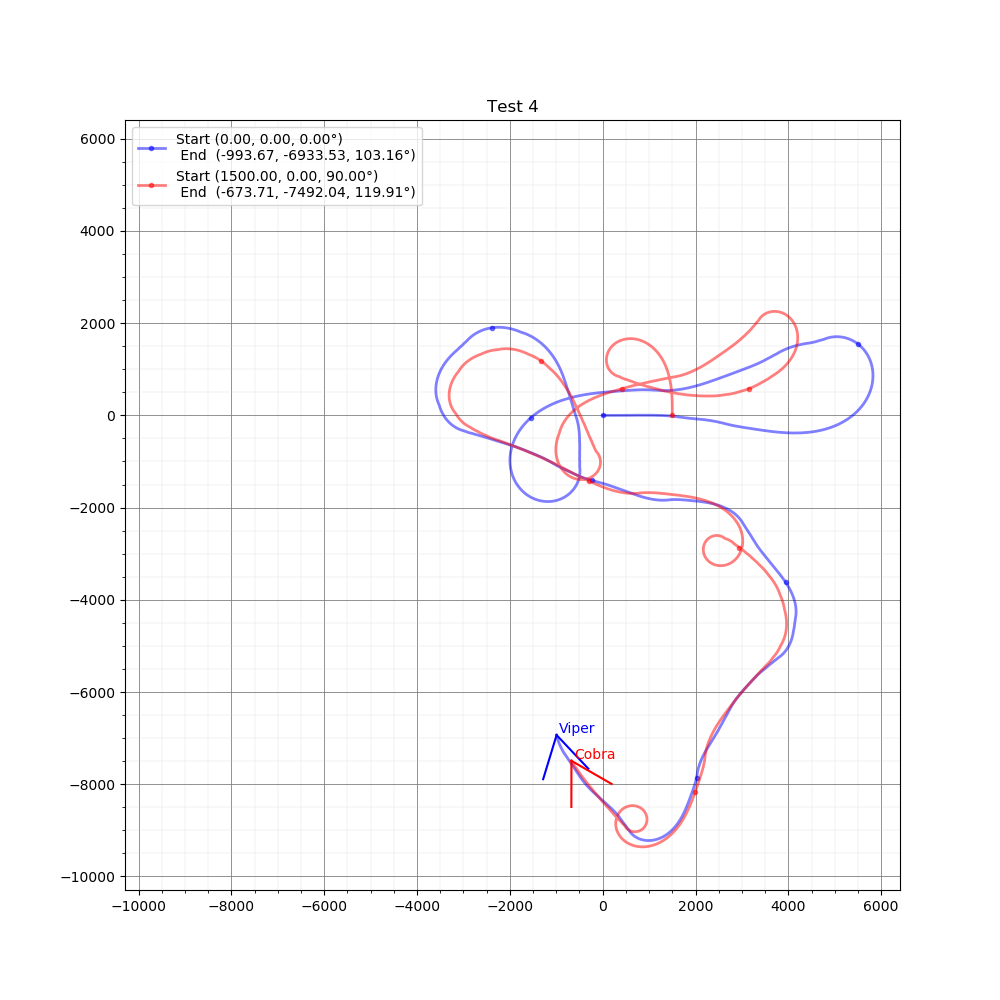 Test 4
Start (0.00, 0.00, 0.00°)
End (-993.67, -6933.53, 103.16°)
Start (1500.00, 0.00, 90.00°)
End (-673.71, -7492.04, 119.91°)
6000
4000
2000
0
−2000
−4000
−6000
−8000
−10000
Viper
Cobra
−10000 −8000 −6000 −4000 −2000 0 2000 4000 6000